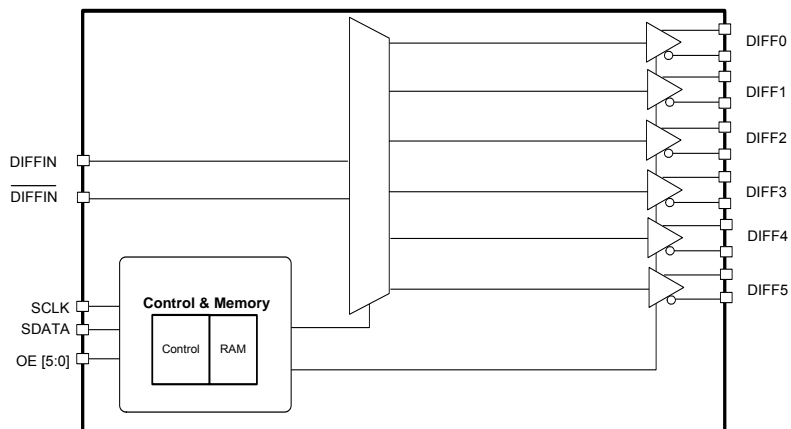 DIFF0
DIFF1
DIFF2
DIFFIN
DIFFIN
DIFF3
DIFF4
DIFF5
SCLK
SDATA
OE [5:0]
Control & Memory
Control
RAM